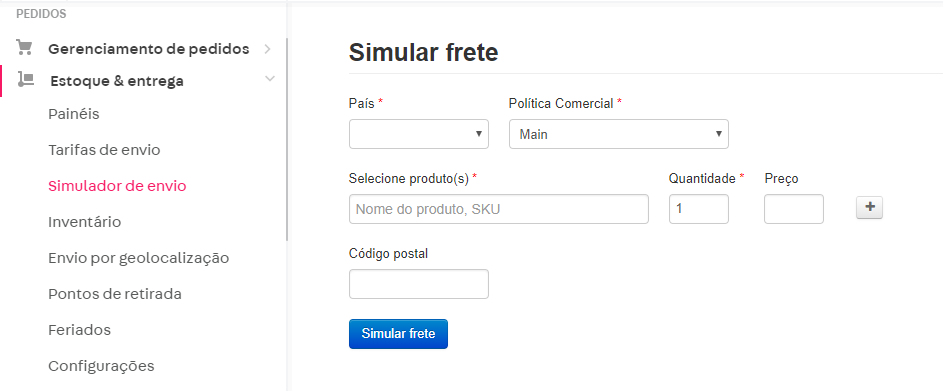 PEDIDOS
Gerenciamento de pedidos
Estoque & entrega
Painéis
Tarifas de envio
Simulador de envio
Inventário
Envio por geolocalização
Pontos de retirada
Feriados
Configurações
Simular frete
País * Política Comercial *
Main
Selecione produto(s) * Quantidade * Preço
Nome do produto, SKU 1 +
Código postal
Simular frete